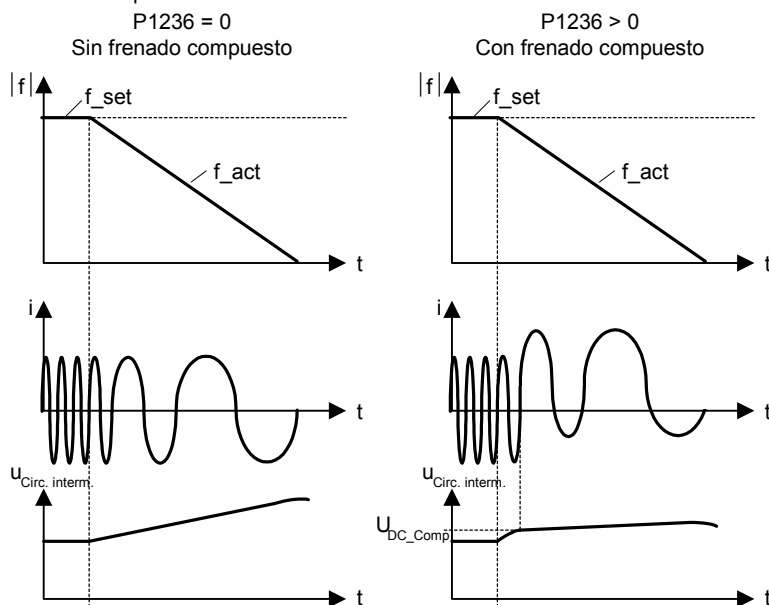 P1236 = 0
Sin frenado compuesto
|f|
f_set
f_act
t
i
t
uCirc. interm.
t
P1236 > 0
Con frenado compuesto
|f|
f_set
f_act
t
i
t
uCirc. interm.
UDC_Comp
t